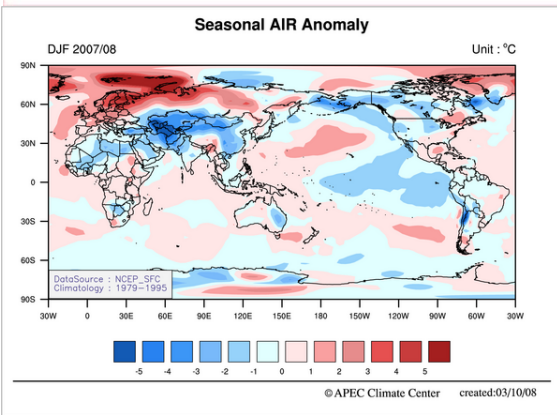 Seasonal AIR Anomaly
DJF 2007/08
Unit : °C
90N
60N
30N
0
30S
60S
90S
DataSource : NCEP_SFC
Climatology : 1979-1995
30W 0 30E 60E 90E 120E 150E 180 150W 120W 90W 60W 30W
-5 -4 -3 -2 -1 0 1 2 3 4 5
© APEC Climate Center created:03/10/08